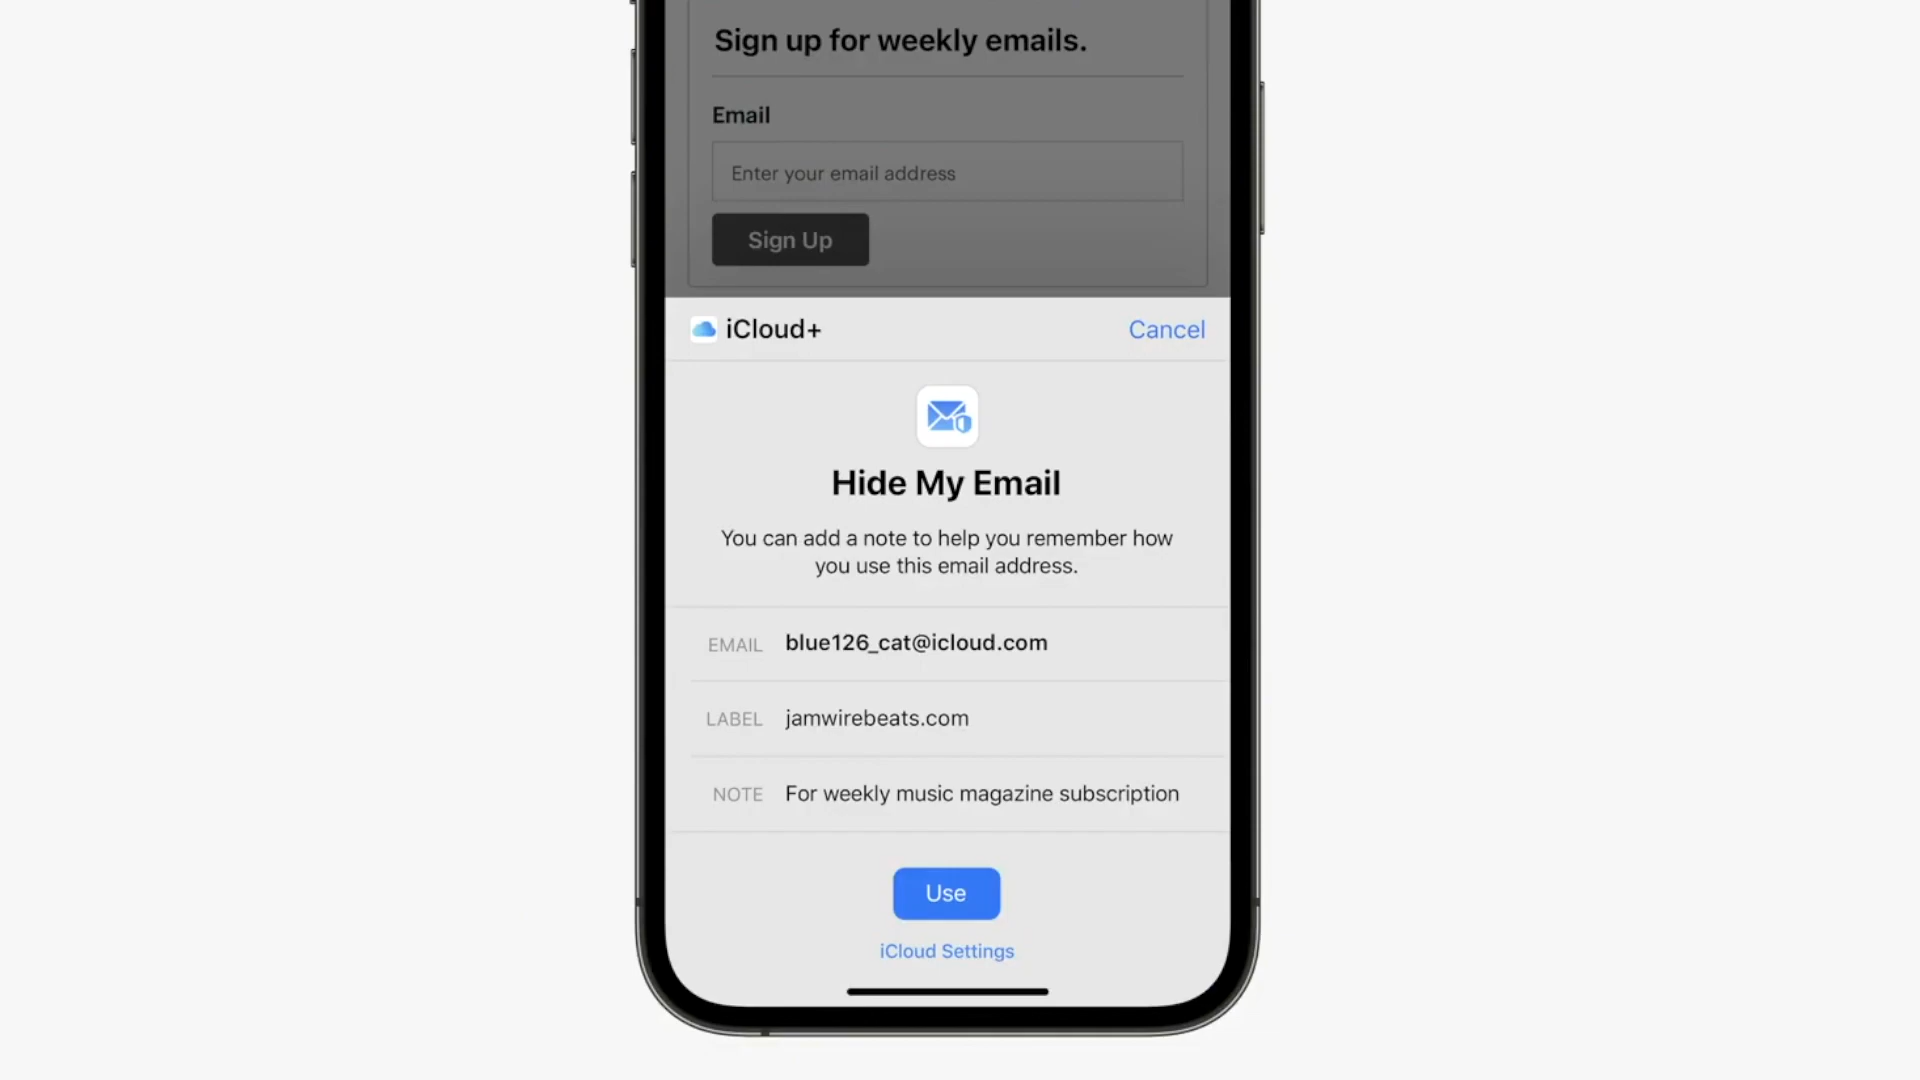 Sign up for weekly emails.
Email
Enter your email address
Sign Up
iCloud+
Cancel
Hide My Email
You can add a note to help you remember how
you use this email address.
EMAIL blue126_cat@icloud.com
LABEL jamwirebeats.com
NOTE For weekly music magazine subscription
Use
iCloud Settings